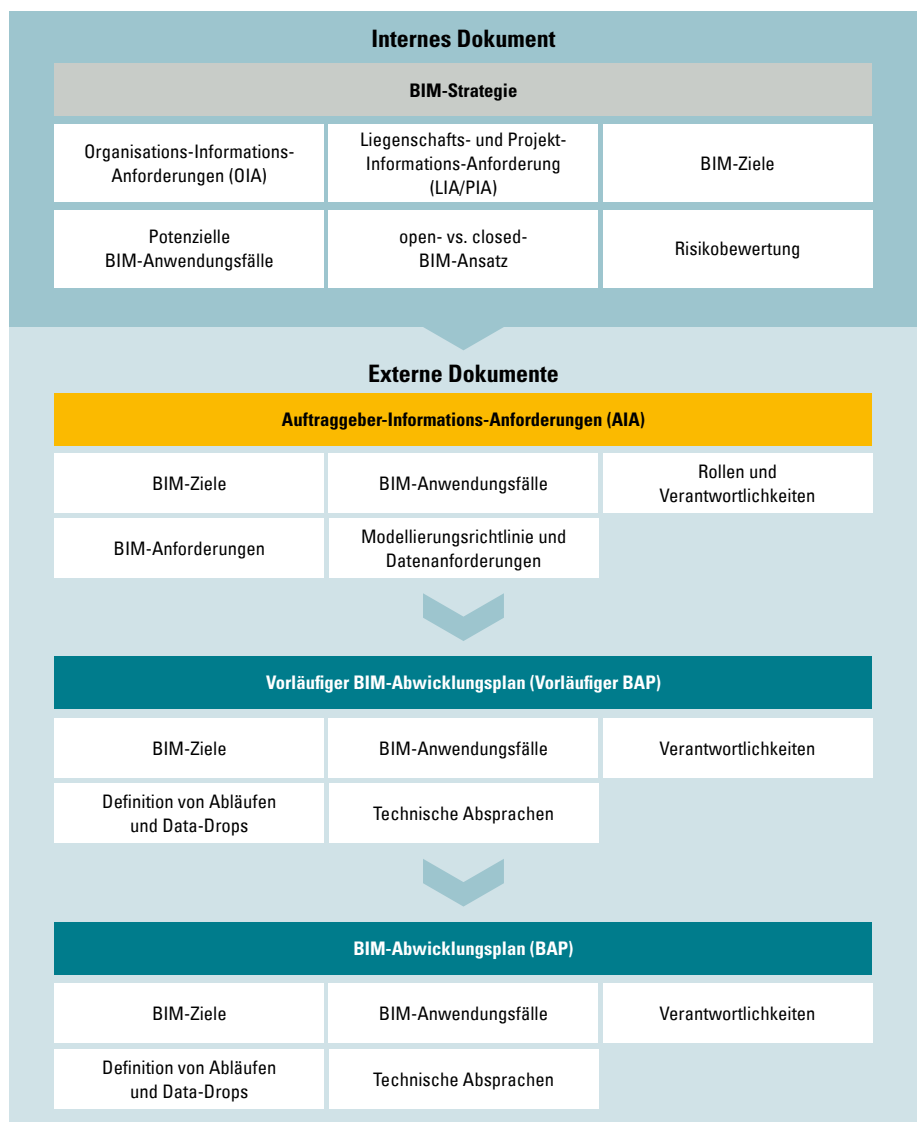 Internes Dokument
BIM-Strategie
Organisations-Informations-
Anforderungen (OIA)
Liegenschafts- und Projekt-
Informations-Anforderung
(LIA/PIA)
BIM-Ziele
Potenzielle
BIM-Anwendungsfälle
open- vs. closed-
BIM-Ansatz
Risikobewertung
Externe Dokumente
Auftraggeber-Informations-Anforderungen (AIA)
BIM-Ziele
BIM-Anwendungsfälle
Rollen und
Verantwortlichkeiten
BIM-Anforderungen
Modellierungsrichtlinie und
Datenanforderungen
Vorläufiger BIM-Abwicklungsplan (Vorläufiger BAP)
BIM-Ziele
BIM-Anwendungsfälle
Verantwortlichkeiten
Definition von Abläufen
und Data-Drops
Technische Absprachen
BIM-Abwicklungsplan (BAP)
BIM-Ziele
BIM-Anwendungsfälle
Verantwortlichkeiten
Definition von Abläufen
und Data-Drops
Technische Absprachen